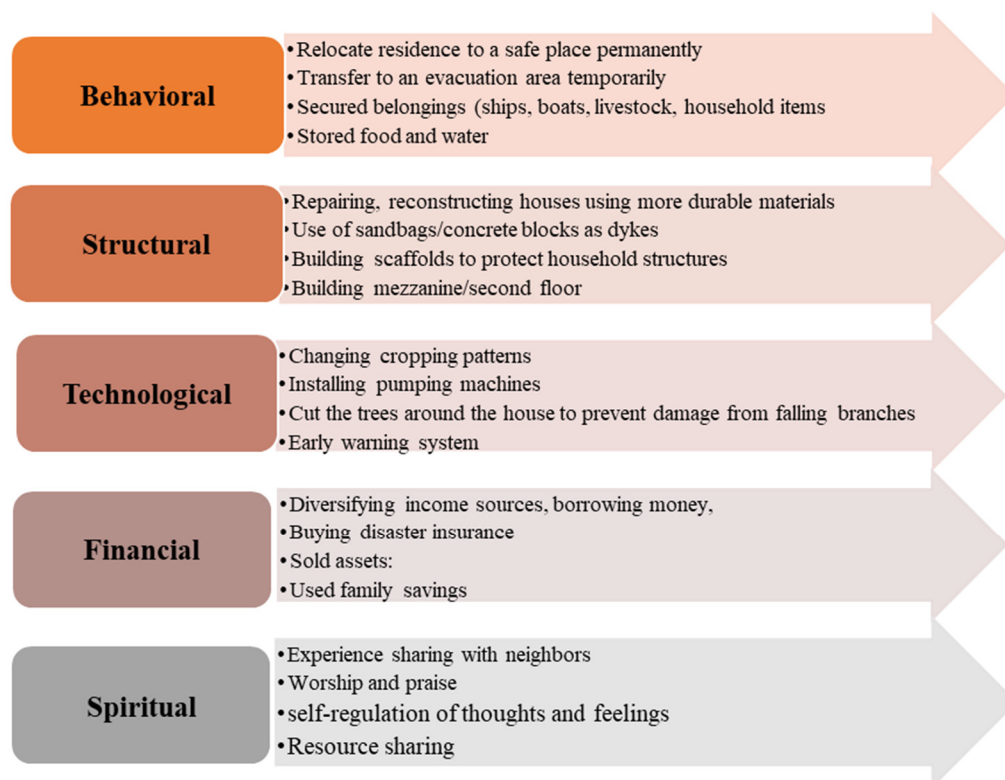 Behavioral
•Relocate residence to a safe place permanently
•Transfer to an evacuation area temporarily
•Secured belongings (ships, boats, livestock, household items
•Stored food and water
Structural
•Repairing, reconstructing houses using more durable materials
•Use of sandbags/concrete blocks as dykes
•Building scaffolds to protect household structures
•Building mezzanine/second floor
Technological
•Changing cropping patterns
•Installing pumping machines
•Cut the trees around the house to prevent damage from falling branches
•Early warning system
Financial
•Diversifying income sources, borrowing money,
•Buying disaster insurance
•Sold assets:
•Used family savings
Spiritual
•Experience sharing with neighbors
•Worship and praise
•self-regulation of thoughts and feelings
•Resource sharing